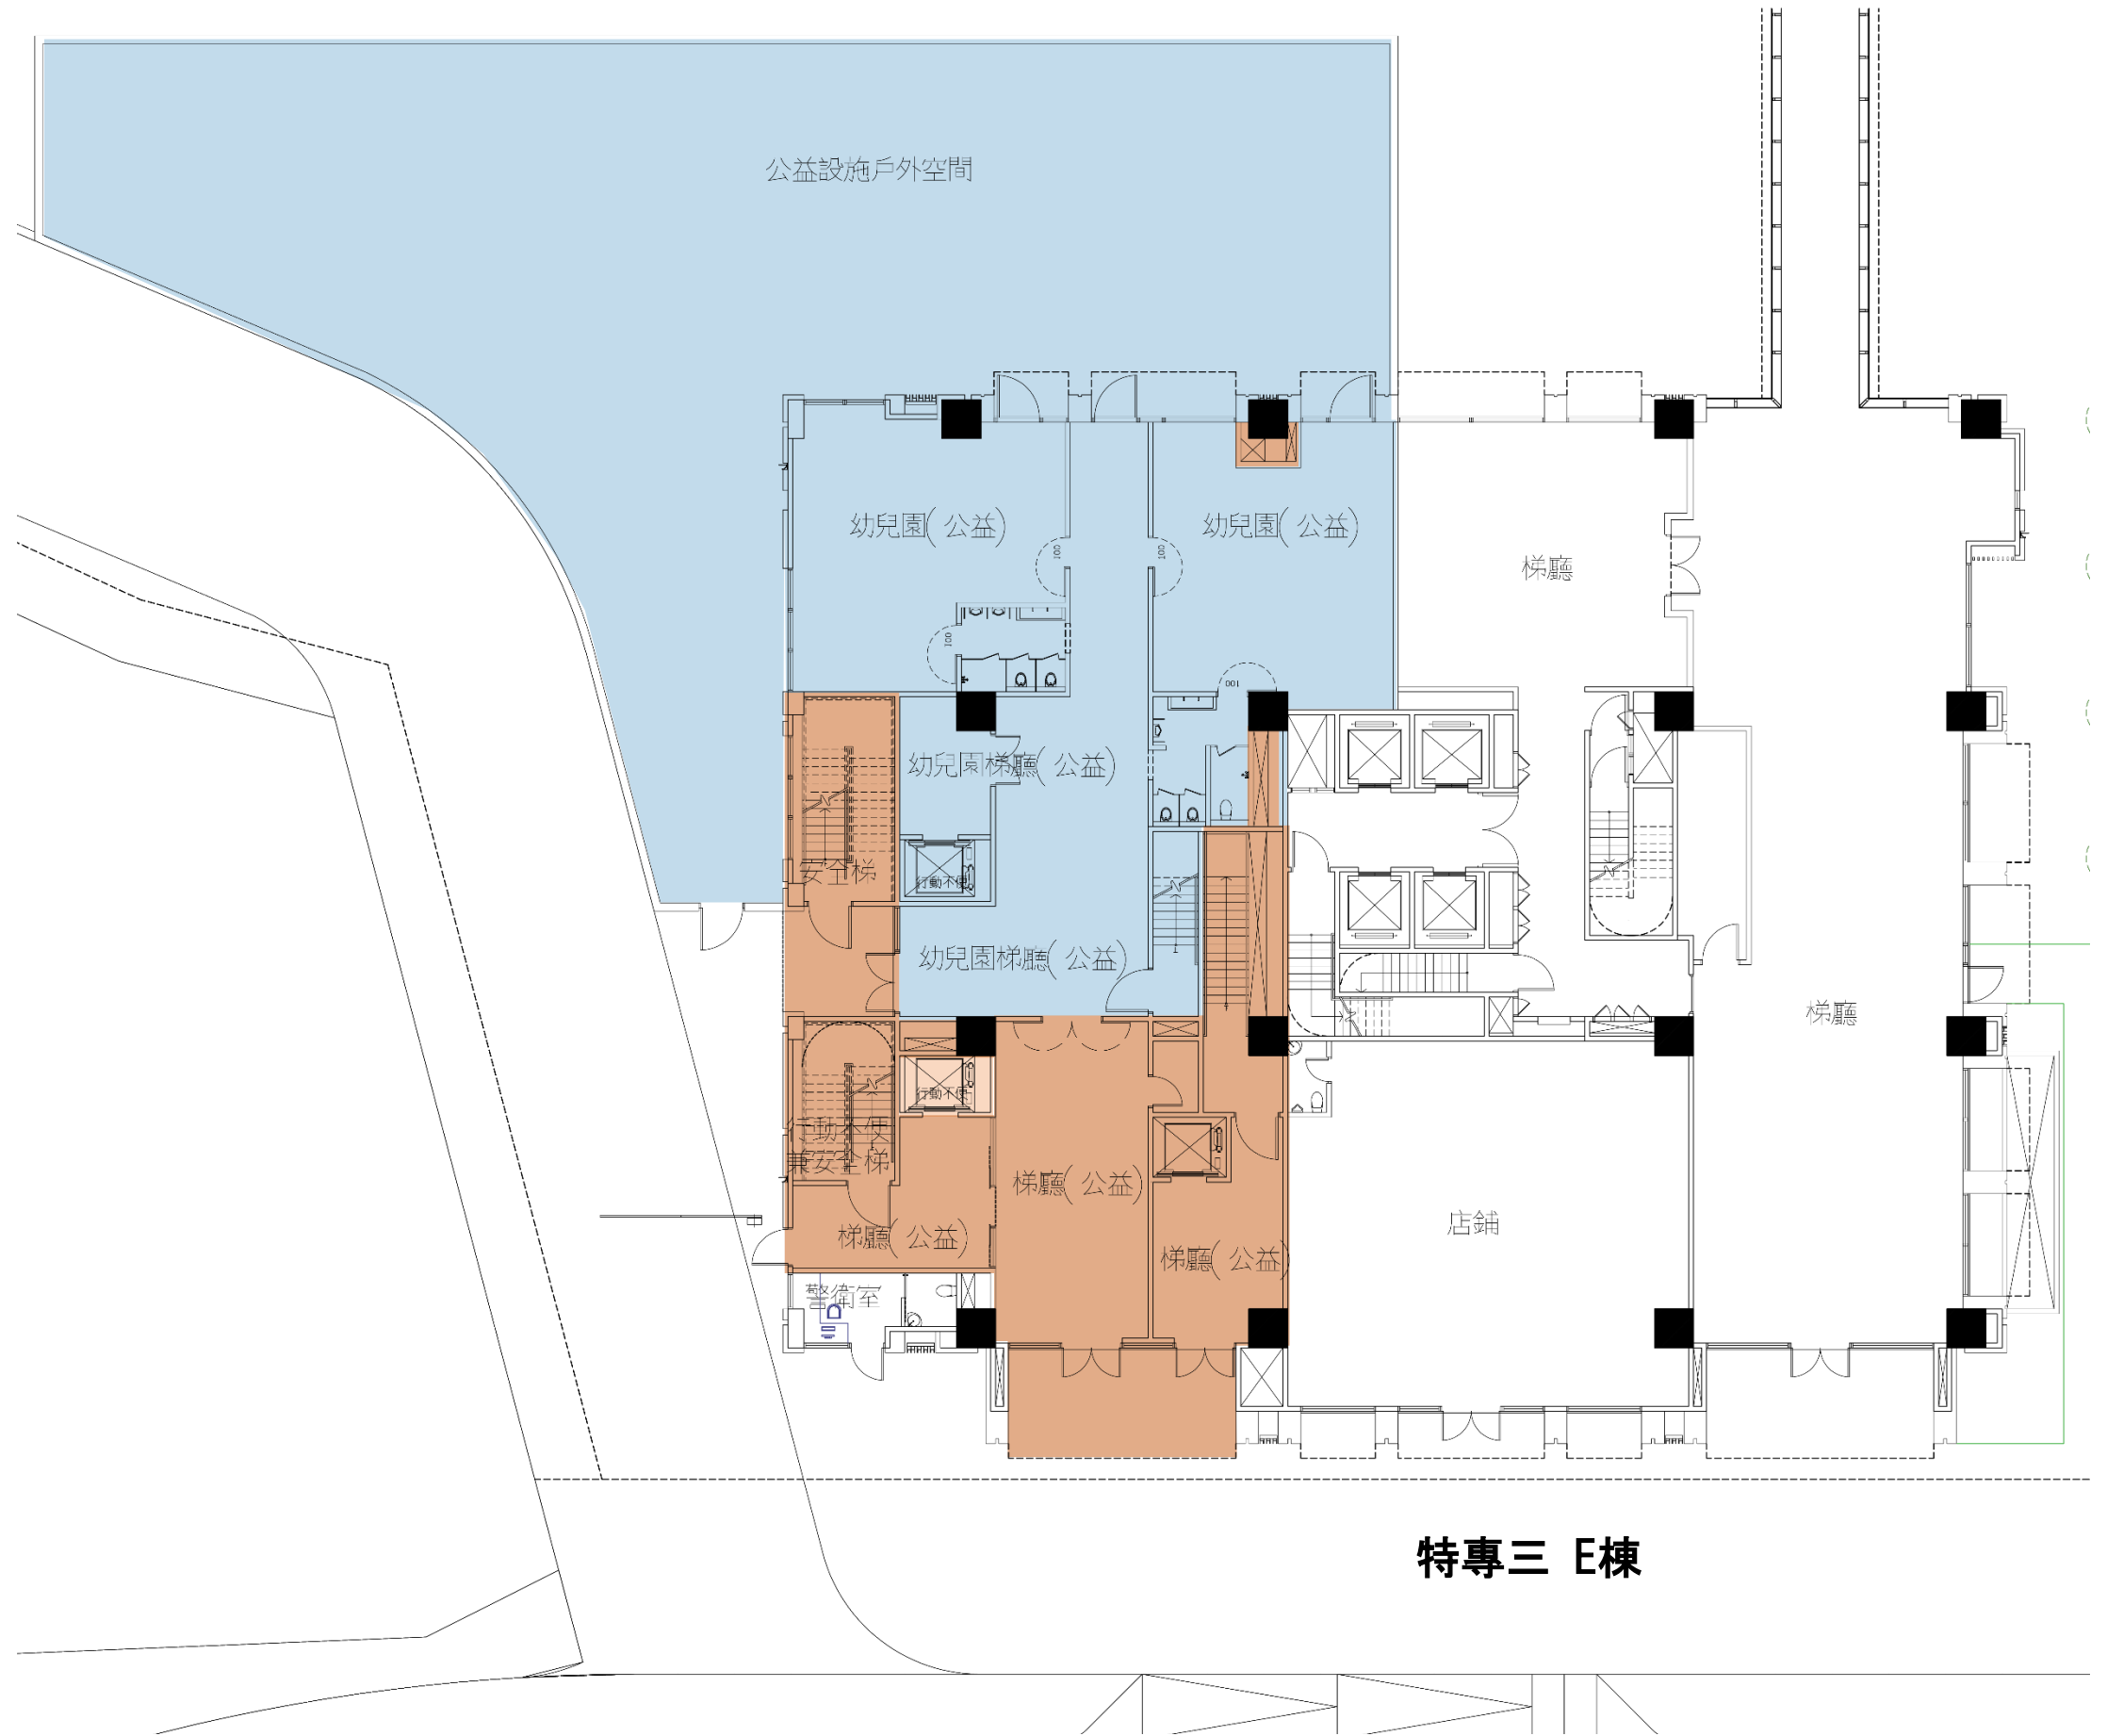 公益設施戶外空間
幼兒園(公益)
幼兒園(公益)
梯廳
100
100
100
100
幼兒園梯廳(公益)
安全梯
行動不便
幼兒園梯廳(公益)
梯廳
行動不便
行動不便
兼安全梯
梯廳(公益)
梯廳(公益)
梯廳(公益)
店鋪
警衛室
特專三 E棟